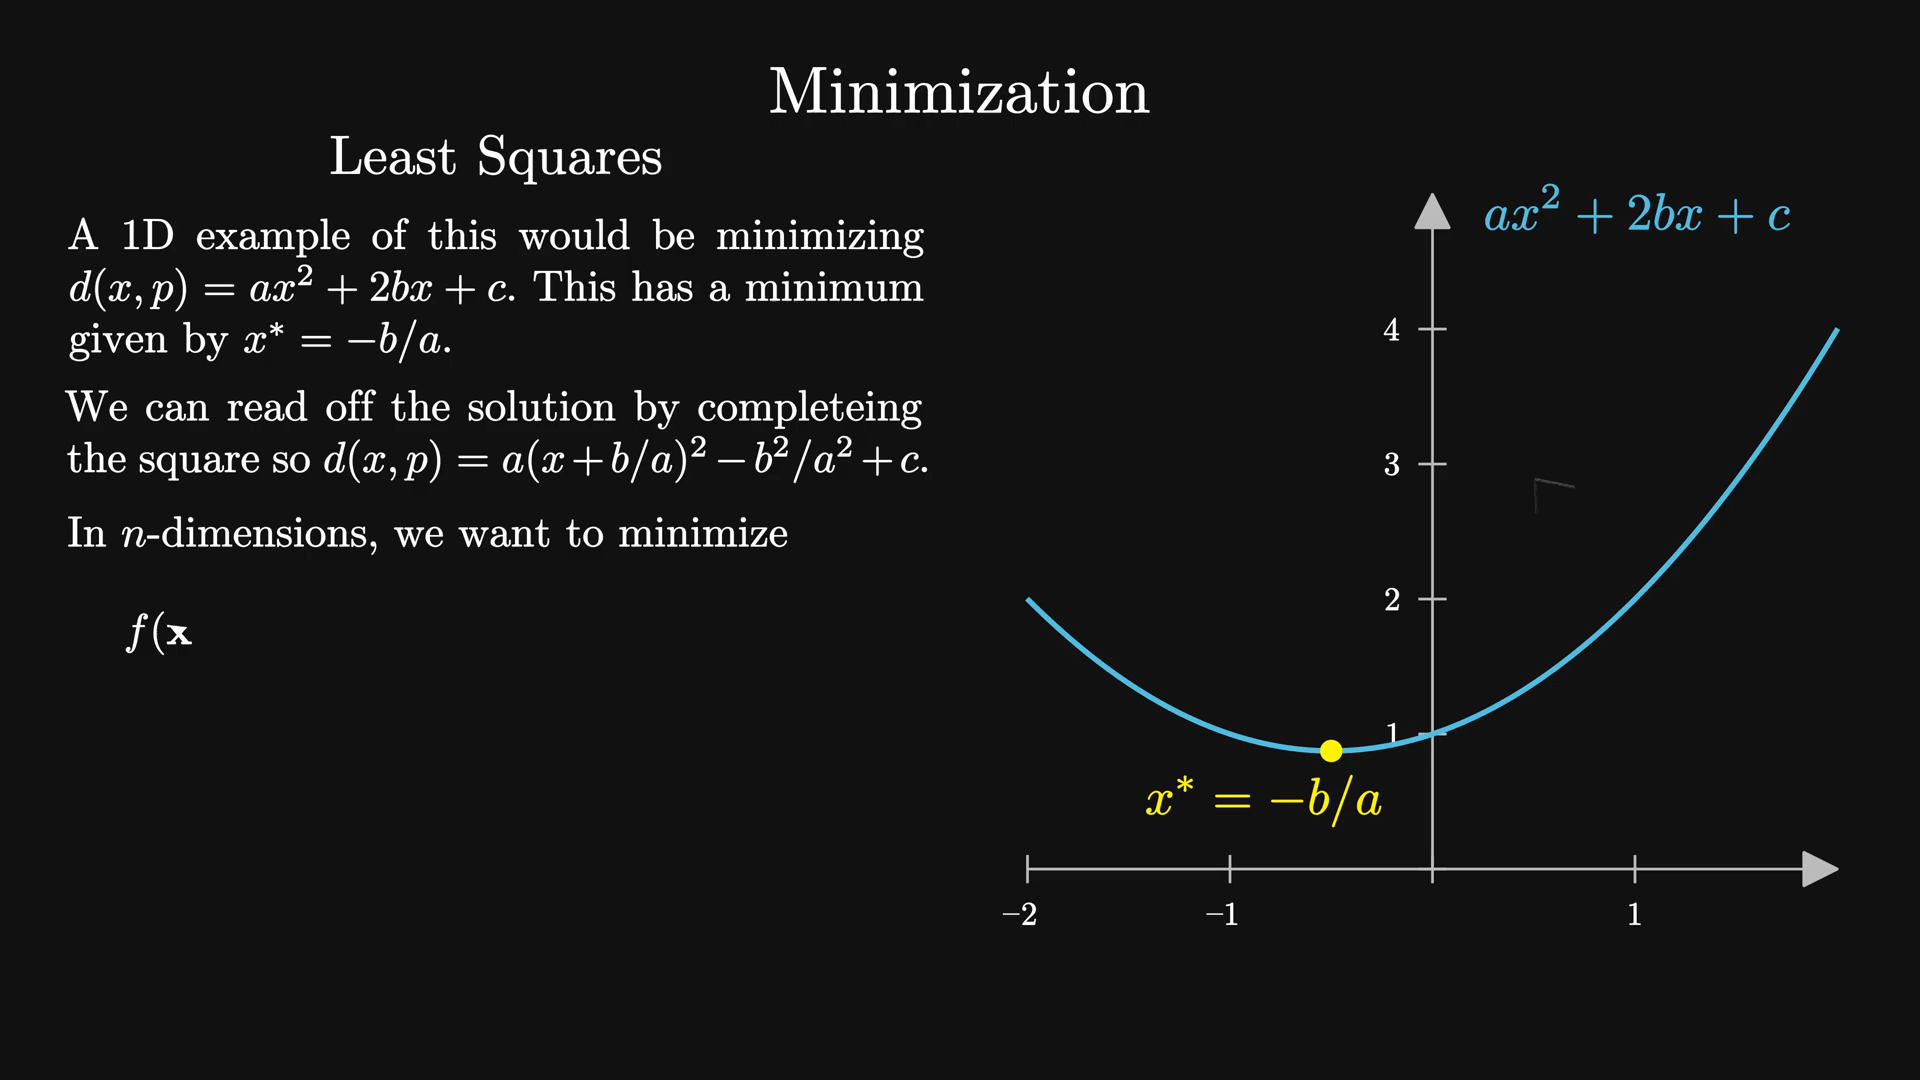 Minimization
Least Squares
A 1D example of this would be minimizing
d(x, p) = ax² + 2bx + c. This has a minimum
given by x* = −b/a.
We can read off the solution by completeing
the square so d(x, p) = a(x + b/a)² − b²/a² + c.
In n-dimensions, we want to minimize
f(𝐱
ax² + 2bx + c
4
3
2
1
x* = −b/a
−2
−1
1